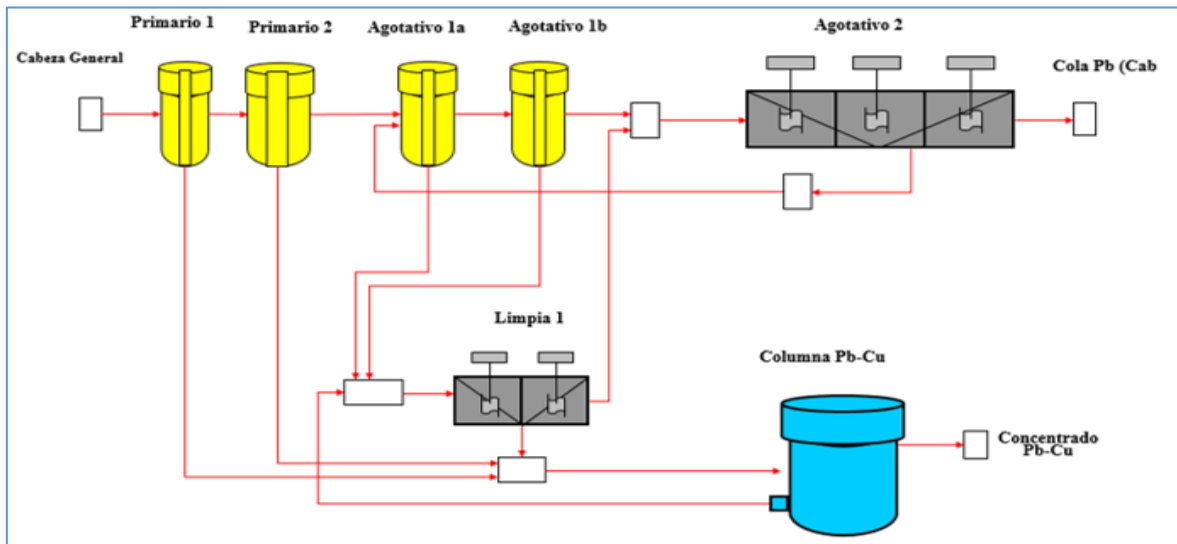 Primario 1
Primario 2
Agotativo 1a
Agotativo 1b
Agotativo 2
Cabeza General
Cola Pb (Cab
Limpia 1
Columna Pb-Cu
Concentrado
Pb-Cu